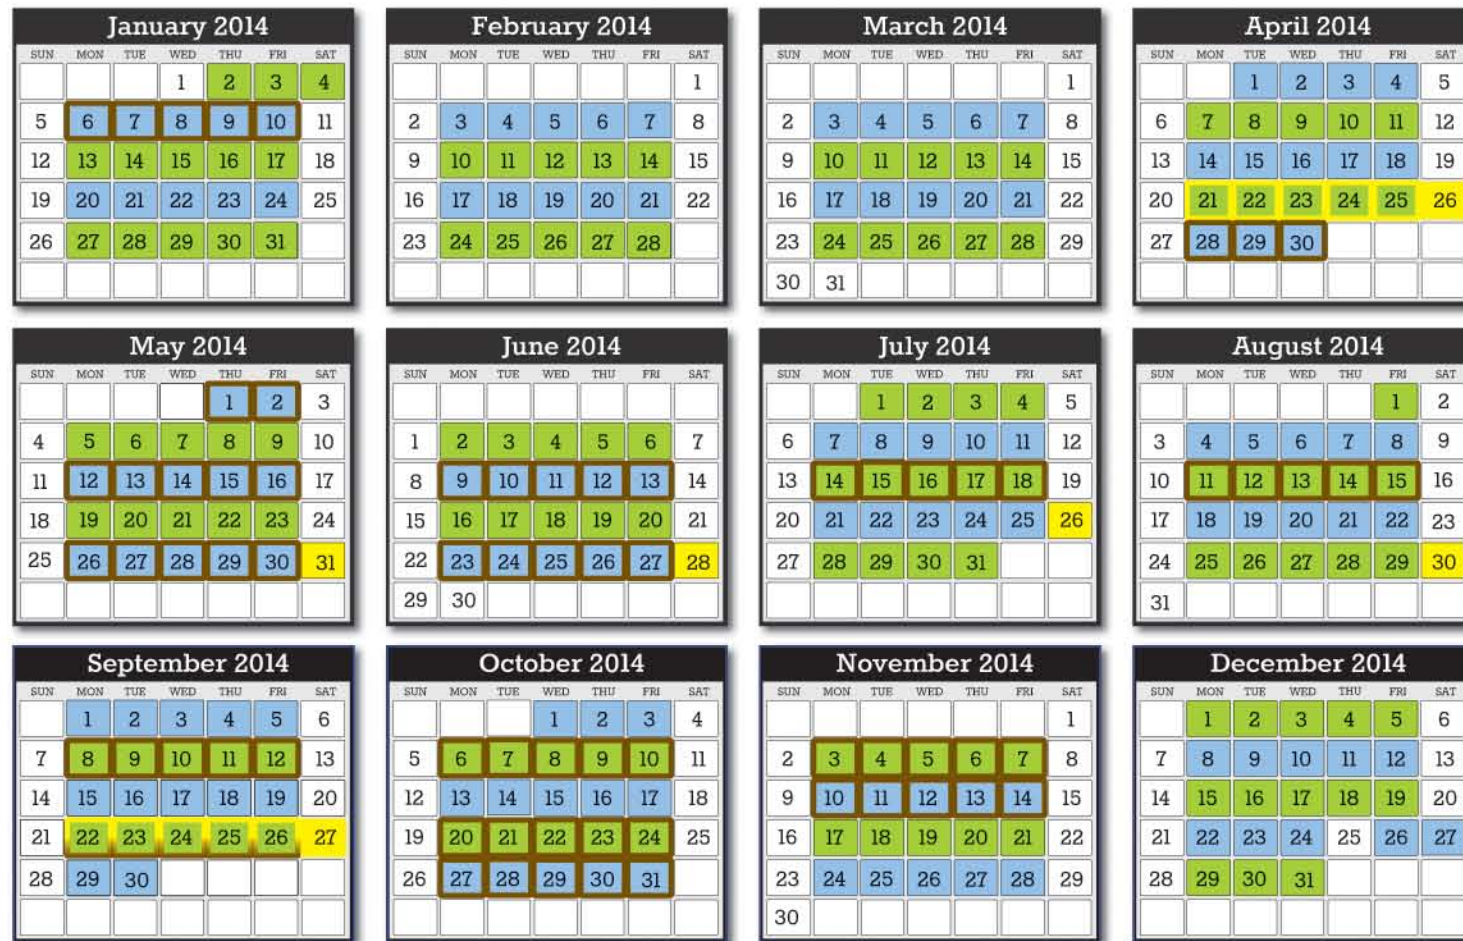 January 2014 February 2014 March 2014 April 2014
SUN MON TUE WED THU FRI SAT SUN MON TUE WED THU FRI SAT SUN MON TUE WED THU FRI SAT SUN MON TUE WED THU FRI SAT
1 2 3 4 1 1 1 2 3 4 5
5 6 7 8 9 10 11 2 3 4 5 6 7 8 2 3 4 5 6 7 8 6 7 8 9 10 11 12
12 13 14 15 16 17 18 9 10 11 12 13 14 15 9 10 11 12 13 14 15 13 14 15 16 17 18 19
19 20 21 22 23 24 25 16 17 18 19 20 21 22 16 17 18 19 20 21 22 20 21 22 23 24 25 26
26 27 28 29 30 31 23 24 25 26 27 28 23 24 25 26 27 28 29 27 28 29 30
30 31
May 2014 June 2014 July 2014 August 2014
SUN MON TUE WED THU FRI SAT SUN MON TUE WED THU FRI SAT SUN MON TUE WED THU FRI SAT SUN MON TUE WED THU FRI SAT
1 2 3 1 2 3 4 5 1 2
4 5 6 7 8 9 10 1 2 3 4 5 6 7 6 7 8 9 10 11 12 3 4 5 6 7 8 9
11 12 13 14 15 16 17 8 9 10 11 12 13 14 13 14 15 16 17 18 19 10 11 12 13 14 15 16
18 19 20 21 22 23 24 15 16 17 18 19 20 21 20 21 22 23 24 25 26 17 18 19 20 21 22 23
25 26 27 28 29 30 31 22 23 24 25 26 27 28 27 28 29 30 31 24 25 26 27 28 29 30
29 30 31
September 2014 October 2014 November 2014 December 2014
SUN MON TUE WED THU FRI SAT SUN MON TUE WED THU FRI SAT SUN MON TUE WED THU FRI SAT SUN MON TUE WED THU FRI SAT
1 2 3 4 5 6 1 2 3 4 1 1 2 3 4 5 6
7 8 9 10 11 12 13 5 6 7 8 9 10 11 2 3 4 5 6 7 8 7 8 9 10 11 12 13
14 15 16 17 18 19 20 12 13 14 15 16 17 18 9 10 11 12 13 14 15 14 15 16 17 18 19 20
21 22 23 24 25 26 27 19 20 21 22 23 24 25 16 17 18 19 20 21 22 21 22 23 24 25 26 27
28 29 30 26 27 28 29 30 31 23 24 25 26 27 28 29 28 29 30 31
30